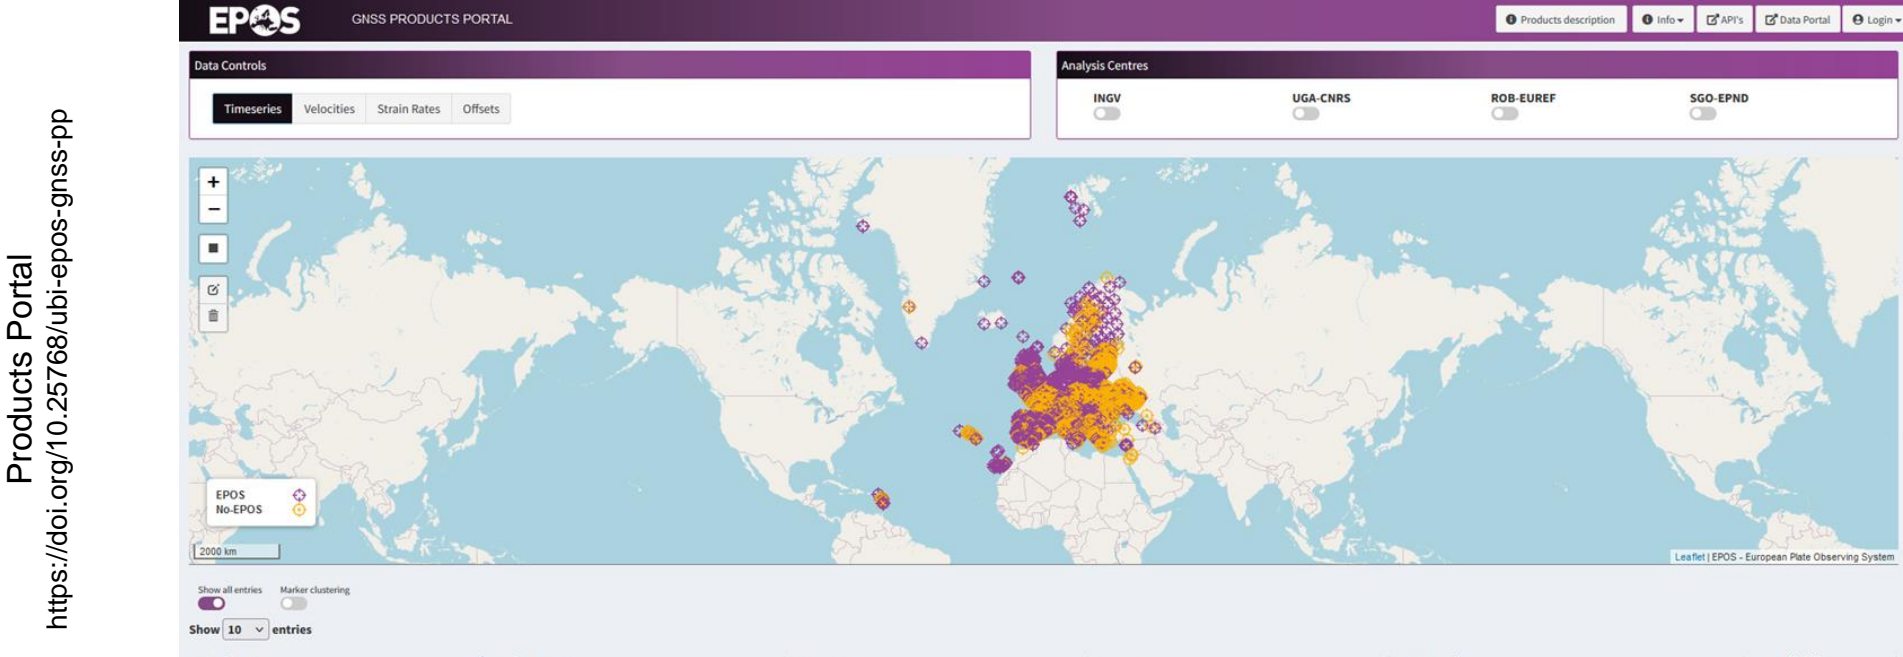 Products Portal
https://doi.org/10.25768/ubi-epos-gnss-pp
EPOS
GNSS PRODUCTS PORTAL
Products description
Info
API's
Data Portal
Login
Data Controls
Timeseries
Velocities
Strain Rates
Offsets
Analysis Centres
INGV
UGA-CNRS
ROB-EUREF
SGO-EPND
+
−
EPOS
No-EPOS
2000 km
Leaflet | EPOS - European Plate Observing System
Show all entries
Marker clustering
Show 10 entries